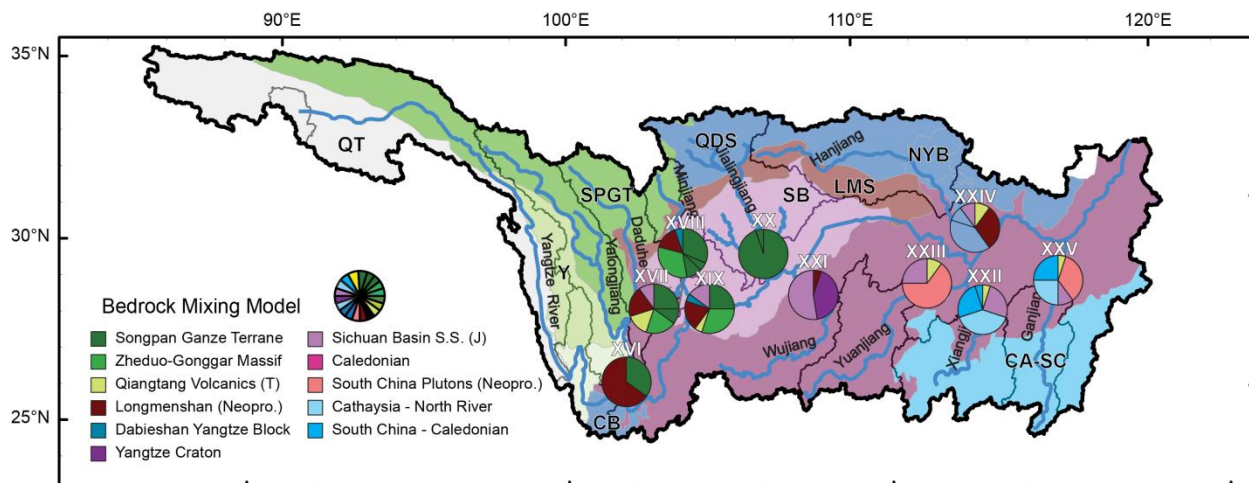 90°E
100°E
110°E
120°E
35°N
30°N
25°N
QT
SPGT
Y
QDS
SB
LMS
NYB
CB
CA-SC
Yangtze River
Yalongjiang
Daduhe
Minjiang
Jialingjiang
Hanjiang
Wujiang
Yuanjiang
Xiangji
Ganjian
XVI
XVII
XVIII
XIX
XX
XXI
XXII
XXIII
XXIV
XXV
Bedrock Mixing Model
Songpan Ganze Terrane
Zheduo-Gonggar Massif
Qiangtang Volcanics (T)
Longmenshan (Neopro.)
Dabieshan Yangtze Block
Yangtze Craton
Sichuan Basin S.S. (J)
Caledonian
South China Plutons (Neopro.)
Cathaysia - North River
South China - Caledonian